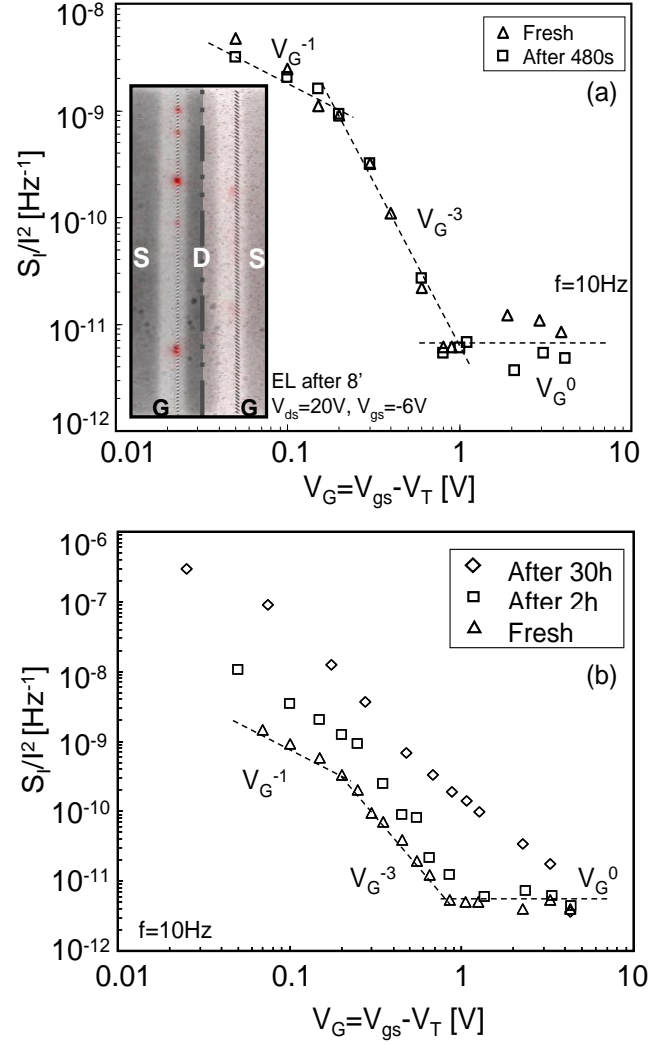 10⁻⁸
10⁻⁹
10⁻¹⁰
10⁻¹¹
10⁻¹²
S_I/I² [Hz⁻¹]
V_G⁻¹
Fresh
After 480s
(a)
V_G⁻³
S D S
f=10Hz
G G
EL after 8'
V_ds=20V, V_gs=-6V
V_G⁰
0.01 0.1 1 10
V_G=V_gs-V_T [V]
10⁻⁶
10⁻⁷
10⁻⁸
10⁻⁹
10⁻¹⁰
10⁻¹¹
10⁻¹²
S_I/I² [Hz⁻¹]
After 30h
After 2h
Fresh
(b)
V_G⁻¹
V_G⁻³
V_G⁰
f=10Hz
0.01 0.1 1 10
V_G=V_gs-V_T [V]